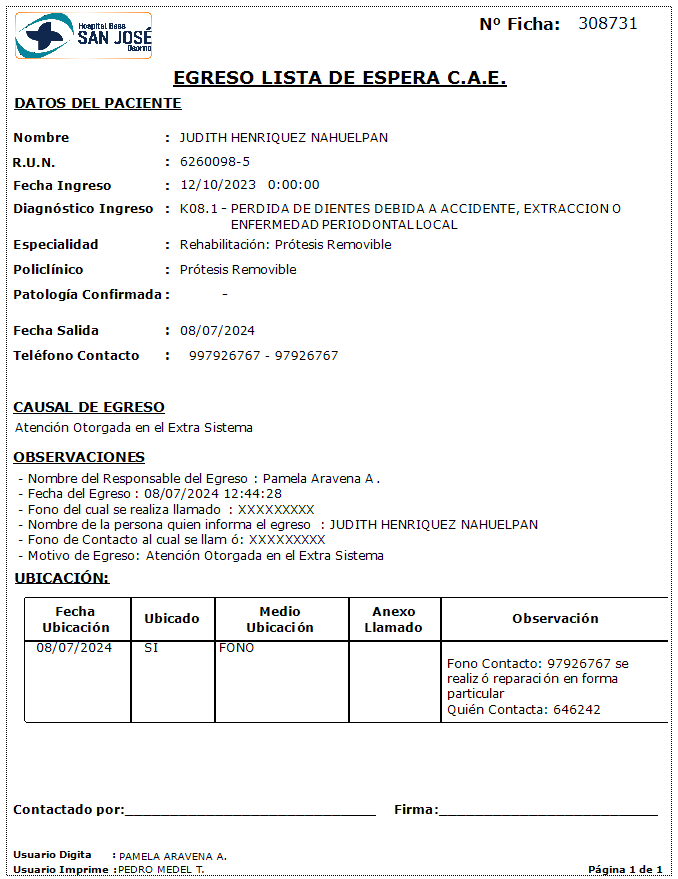 Hospital Base
SAN JOSÉ
Osorno
Nº Ficha: 308731
EGRESO LISTA DE ESPERA C.A.E.
DATOS DEL PACIENTE
Nombre : JUDITH HENRIQUEZ NAHUELPAN
R.U.N. : 6260098-5
Fecha Ingreso : 12/10/2023 0:00:00
Diagnóstico Ingreso : K08.1 - PERDIDA DE DIENTES DEBIDA A ACCIDENTE, EXTRACCION O
ENFERMEDAD PERIODONTAL LOCAL
Especialidad : Rehabilitación: Prótesis Removible
Policlínico : Prótesis Removible
Patología Confirmada : -
Fecha Salida : 08/07/2024
Teléfono Contacto : 997926767 - 97926767
CAUSAL DE EGRESO
Atención Otorgada en el Extra Sistema
OBSERVACIONES
- Nombre del Responsable del Egreso : Pamela Aravena A.
- Fecha del Egreso : 08/07/2024 12:44:28
- Fono del cual se realiza llamado : XXXXXXXXX
- Nombre de la persona quien informa el egreso : JUDITH HENRIQUEZ NAHUELPAN
- Fono de Contacto al cual se llam ó: XXXXXXXXX
- Motivo de Egreso: Atención Otorgada en el Extra Sistema
UBICACIÓN:
Fecha Ubicación Ubicado Medio Ubicación Anexo Llamado Observación
08/07/2024 SI FONO
Fono Contacto: 97926767 se
realizó reparación en forma
particular
Quién Contacta: 646242
Contactado por:____________________________ Firma:________________________
Usuario Digita : PAMELA ARAVENA A.
Usuario Imprime : PEDRO MEDEL T. Página 1 de 1